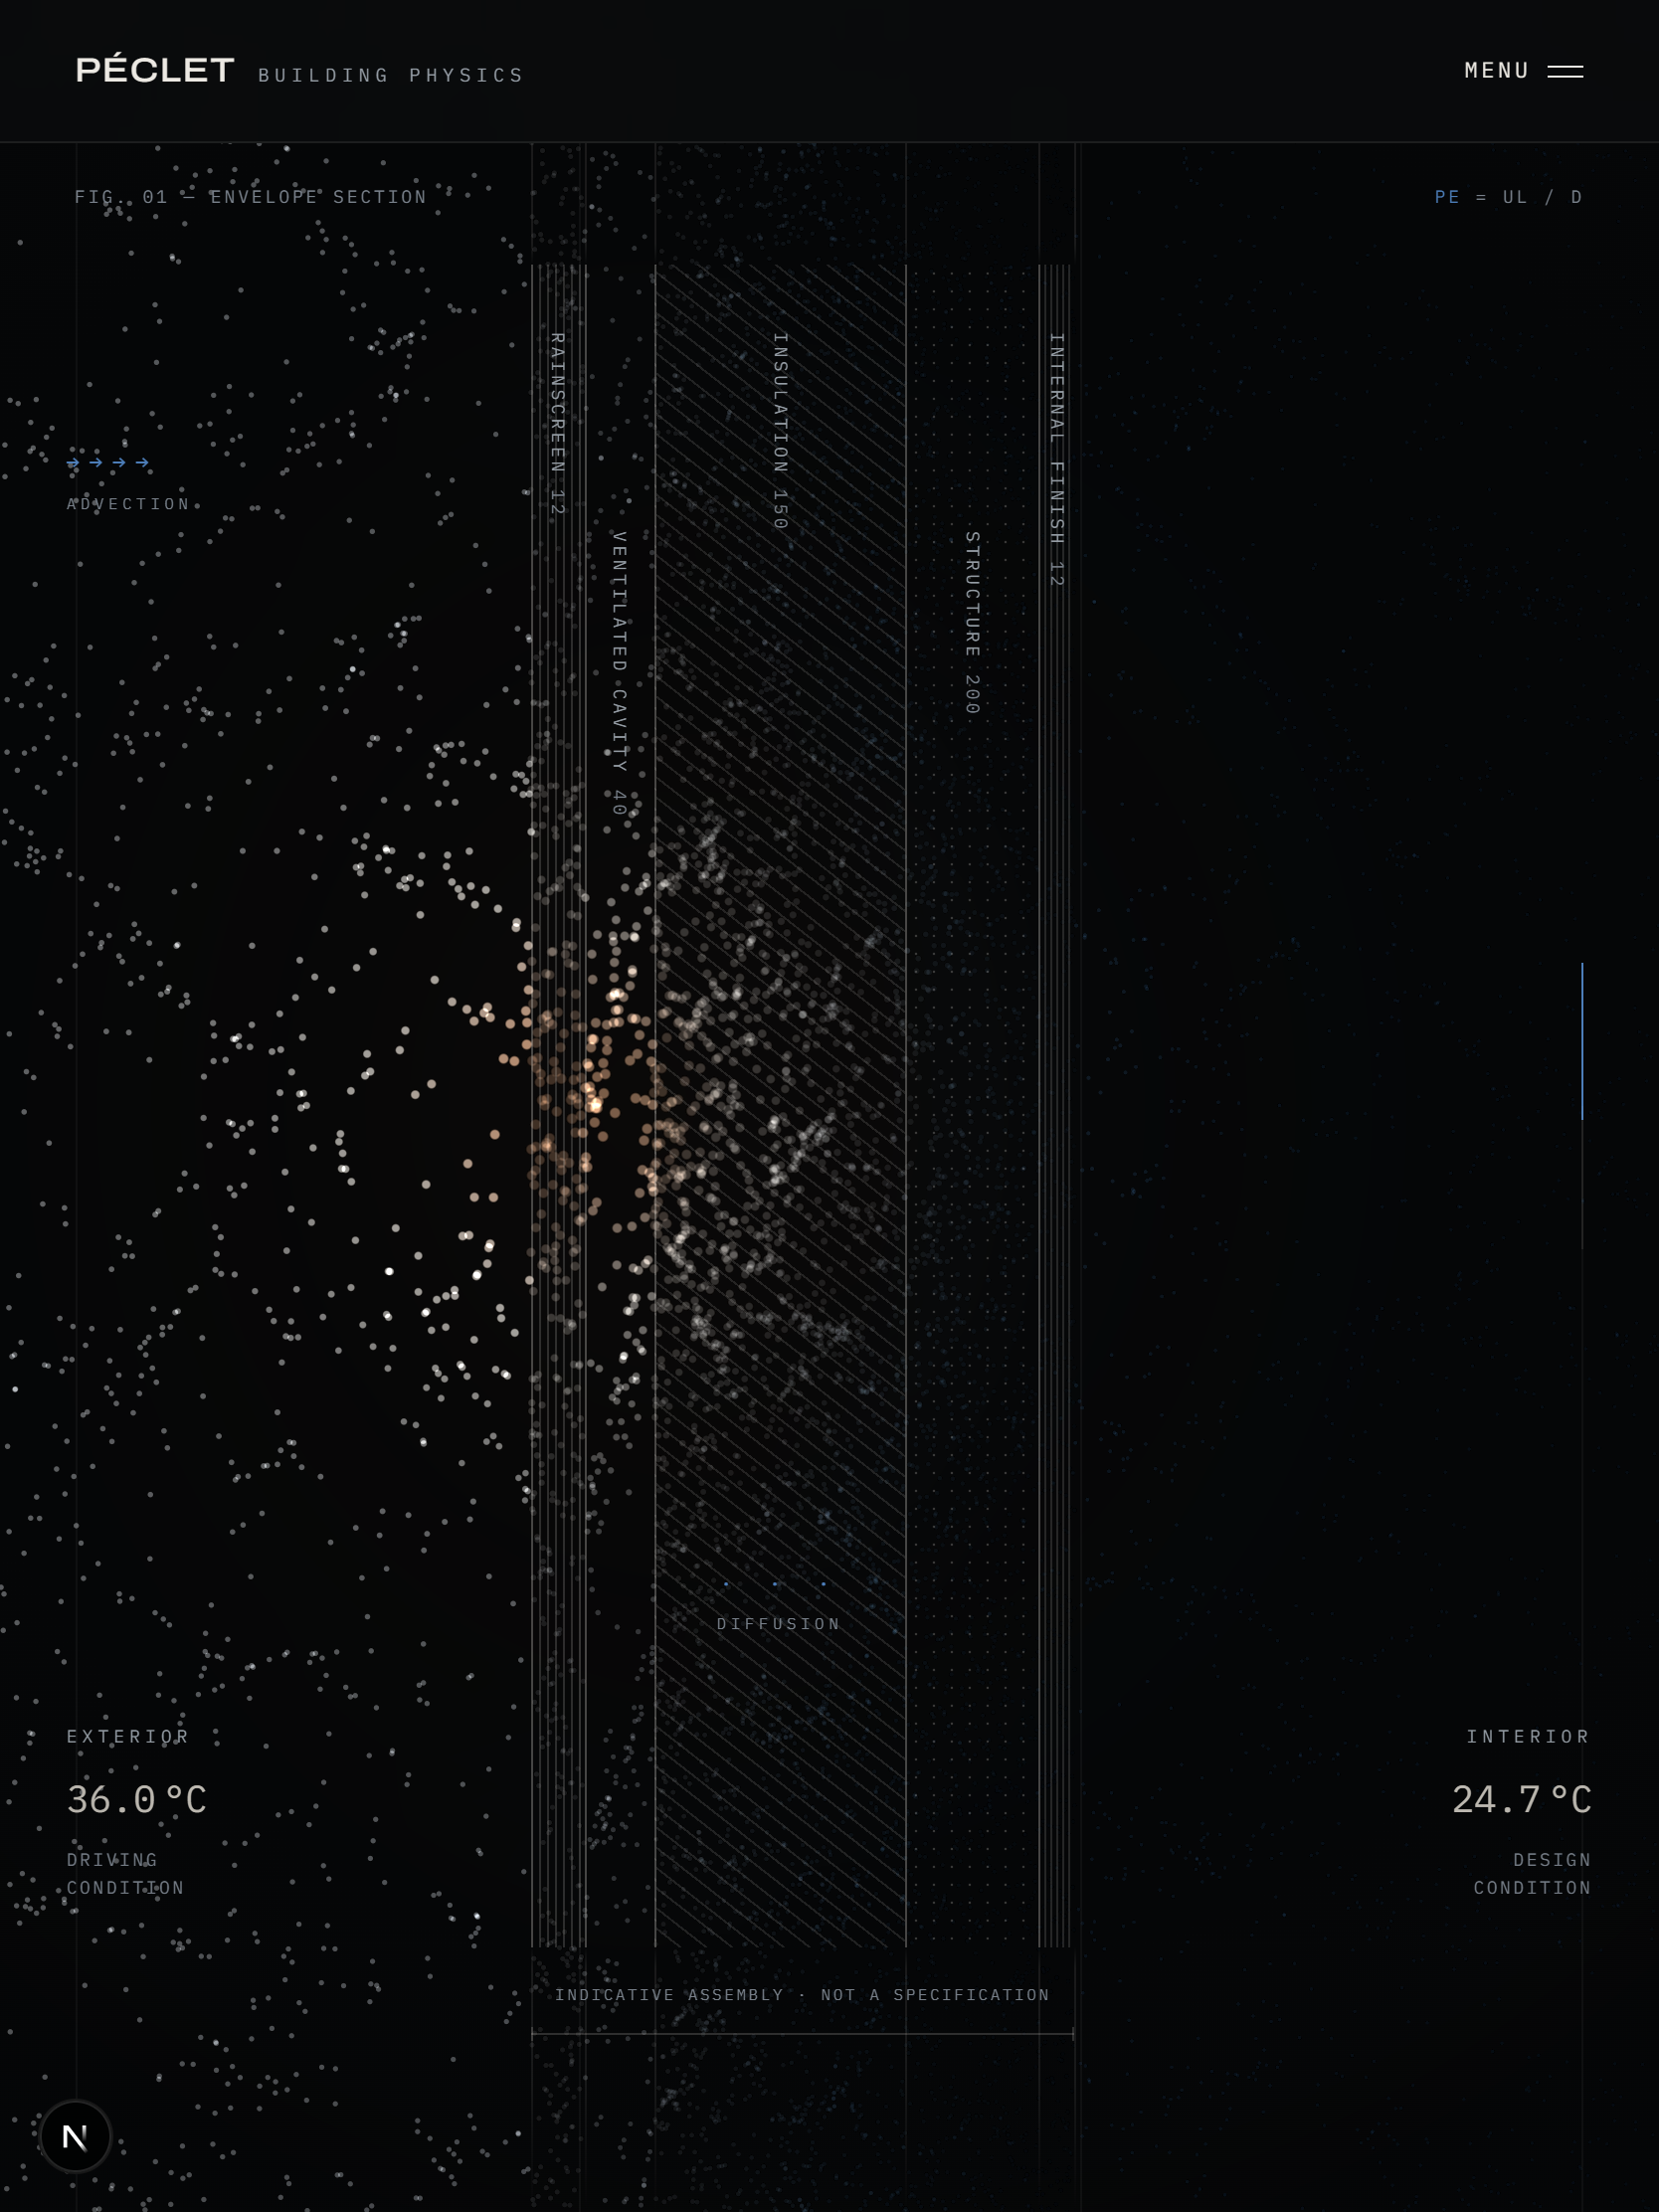 PÉCLET BUILDING PHYSICS
MENU
FIG. 01 — ENVELOPE SECTION
PE = UL / D
RAINSCREEN 12
VENTILATED CAVITY 40
INSULATION 150
STRUCTURE 200
INTERNAL FINISH 12
→ → → →
ADVECTION
DIFFUSION
EXTERIOR
36.0 °C
DRIVING
CONDITION
INTERIOR
24.7 °C
DESIGN
CONDITION
INDICATIVE ASSEMBLY · NOT A SPECIFICATION
N